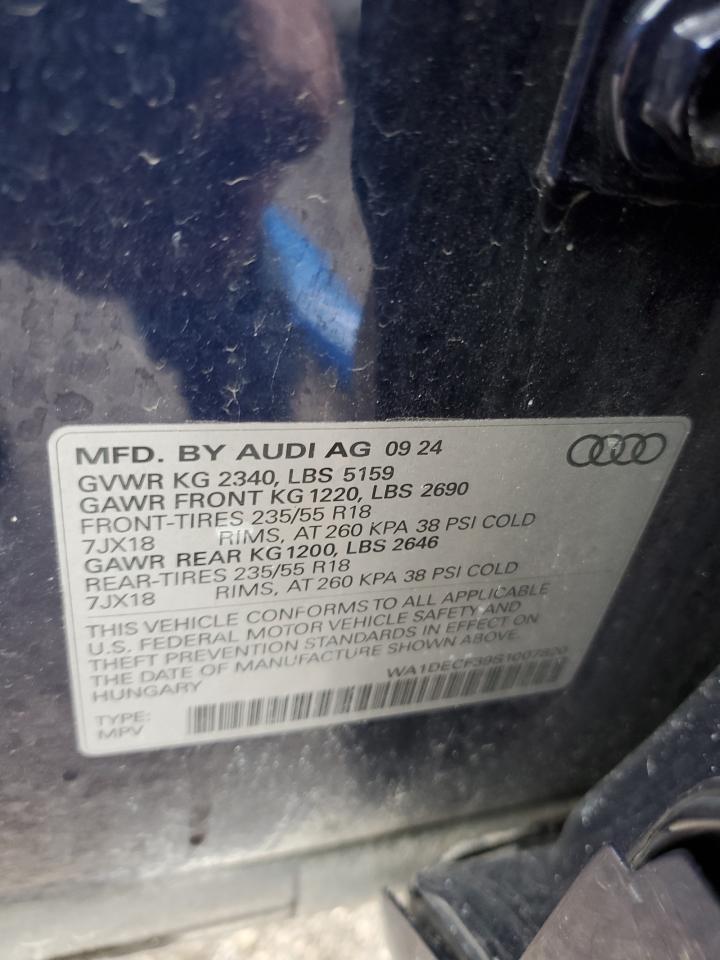 MFD. BY AUDI AG 09 24
GVWR KG 2340, LBS 5159
GAWR FRONT KG 1220, LBS 2690
FRONT-TIRES 235/55 R18
7JX18 RIMS, AT 260 KPA 38 PSI COLD
GAWR REAR KG 1200, LBS 2646
REAR-TIRES 235/55 R18
7JX18 RIMS, AT 260 KPA 38 PSI COLD
THIS VEHICLE CONFORMS TO ALL APPLICABLE
U.S. FEDERAL MOTOR VEHICLE SAFETY AND
THEFT PREVENTION STANDARDS IN EFFECT ON
THE DATE OF MANUFACTURE SHOWN ABOVE.
HUNGARY WA1DECF39S1007820
TYPE:
MPV